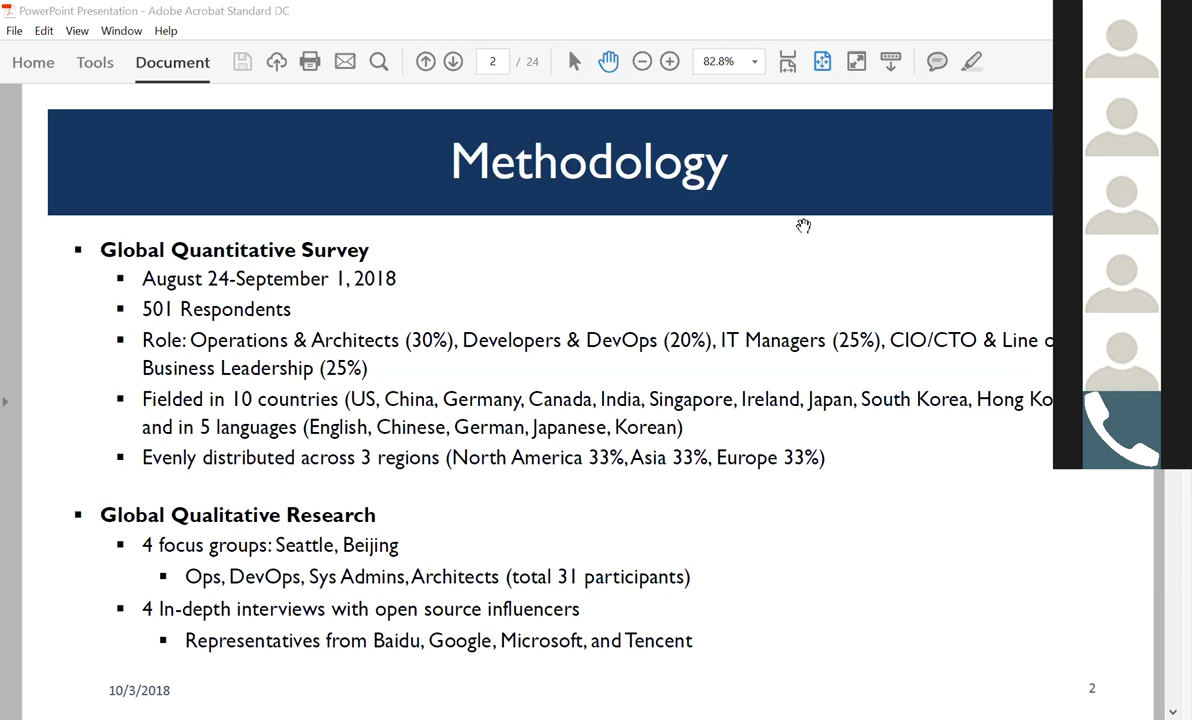 PowerPoint Presentation - Adobe Acrobat Standard DC
File Edit View Window Help
Home Tools Document 2 / 24 82.8%
Methodology
▪ Global Quantitative Survey
▪ August 24-September 1, 2018
▪ 501 Respondents
▪ Role: Operations & Architects (30%), Developers & DevOps (20%), IT Managers (25%), CIO/CTO & Line
Business Leadership (25%)
▪ Fielded in 10 countries (US, China, Germany, Canada, India, Singapore, Ireland, Japan, South Korea, Hong
and in 5 languages (English, Chinese, German, Japanese, Korean)
▪ Evenly distributed across 3 regions (North America 33%, Asia 33%, Europe 33%)
▪ Global Qualitative Research
▪ 4 focus groups: Seattle, Beijing
▪ Ops, DevOps, Sys Admins, Architects (total 31 participants)
▪ 4 In-depth interviews with open source influencers
▪ Representatives from Baidu, Google, Microsoft, and Tencent
10/3/2018
2